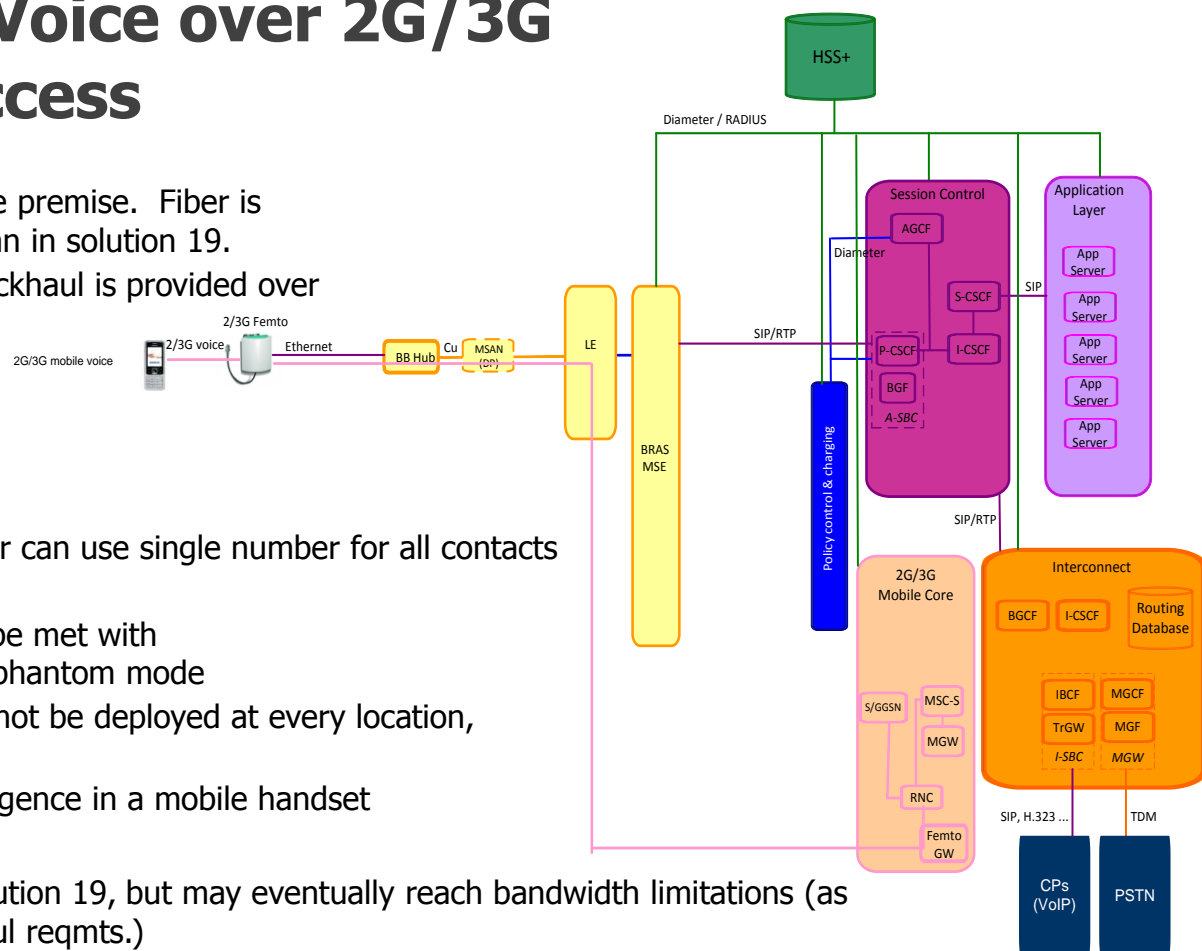 Voice over 2G/3G
ccess
e premise. Fiber is
an in solution 19.
ckhaul is provided over
r can use single number for all contacts
be met with
phantom mode
not be deployed at every location,
gence in a mobile handset
ution 19, but may eventually reach bandwidth limitations (as
ul reqmts.)
2G/3G mobile voice
2/3G voice
2/3G Femto
Ethernet
BB Hub
Cu
MSAN
(DP)
LE
BRAS
MSE
HSS+
Diameter / RADIUS
SIP/RTP
Policy control & charging
Session Control
AGCF
Diameter
S-CSCF
P-CSCF
I-CSCF
BGF
A-SBC
SIP
Application
Layer
App
Server
App
Server
App
Server
App
Server
App
Server
SIP/RTP
2G/3G
Mobile Core
S/GGSN
MSC-S
MGW
RNC
Femto
GW
Interconnect
BGCF
I-CSCF
Routing
Database
IBCF
MGCF
TrGW
MGF
I-SBC
MGW
SIP, H.323 ...
TDM
CPs
(VoIP)
PSTN